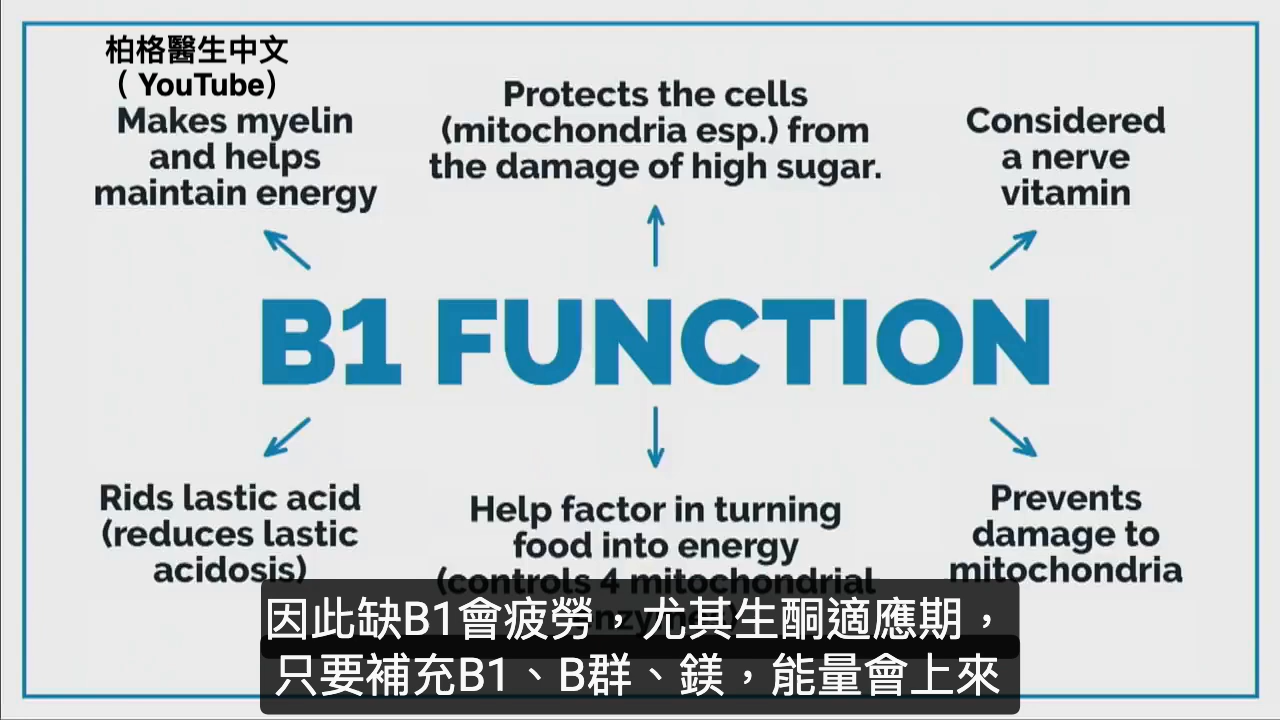 柏格醫生中文
（ YouTube）
Makes myelin
and helps
maintain energy
Protects the cells
(mitochondria esp.) from
the damage of high sugar.
Considered
a nerve
vitamin
B1 FUNCTION
Rids lastic acid
(reduces lastic
acidosis)
Help factor in turning
food into energy
(controls 4 mitochondrial
Prevents
damage to
mitochondria
因此缺B1會疲勞，尤其生酮適應期，
只要補充B1、B群、鎂，能量會上來